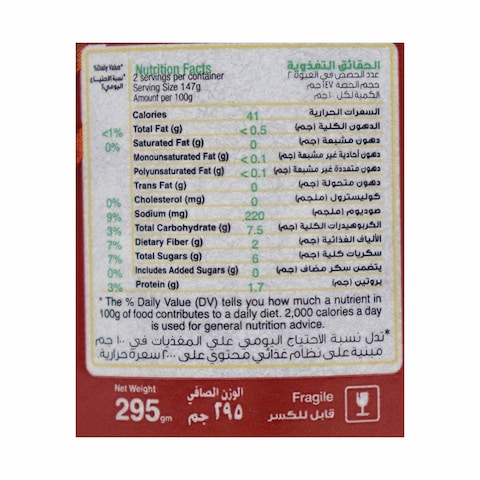 %Daily Value*
*نسبة الاحتياج
اليومي٪
Nutrition Facts
2 servings per container
Serving Size 147g
Amount per 100g
الحقائق التغذوية
عدد الحصص في العبوة ٢
حجم الحصة ١٤٧ جم
الكمية لكل ١٠٠ جم
Calories 41 السعرات الحرارية
<1% Total Fat (g) < 0.5 الدهون الكلية (جم)
0% Saturated Fat (g) 0 دهون مشبعة (جم)
Monounsaturated Fat (g) < 0.1 دهون أحادية غير مشبعة (جم)
Polyunsaturated Fat (g) < 0.1 دهون متعددة غير مشبعة (جم)
Trans Fat (g) 0 دهون متحولة (جم)
0% Cholesterol (mg) 0 كوليسترول (ملجم)
9% Sodium (mg) 220 صوديوم (ملجم)
3% Total Carbohydrate (g) 7.5 الكربوهيدرات الكلية (جم)
7% Dietary Fiber (g) 2 الألياف الغذائية (جم)
7% Total Sugars (g) 6 سكريات كلية (جم)
0% Includes Added Sugars (g) 0 يتضمن سكر مضاف (جم)
3% Protein (g) 1.7 بروتين (جم)
* The % Daily Value (DV) tells you how much a nutrient in
100g of food contributes to a daily diet. 2,000 calories a day
is used for general nutrition advice.
*تدل نسبة الاحتياج اليومي علي المغذيات في ١٠٠ جم
مبنية على نظام غذائي محتوي على ٢٠٠٠ سعرة حرارية.
Net Weight
295gm
الوزن الصافي
٢٩٥ جم
Fragile
قابل للكسر